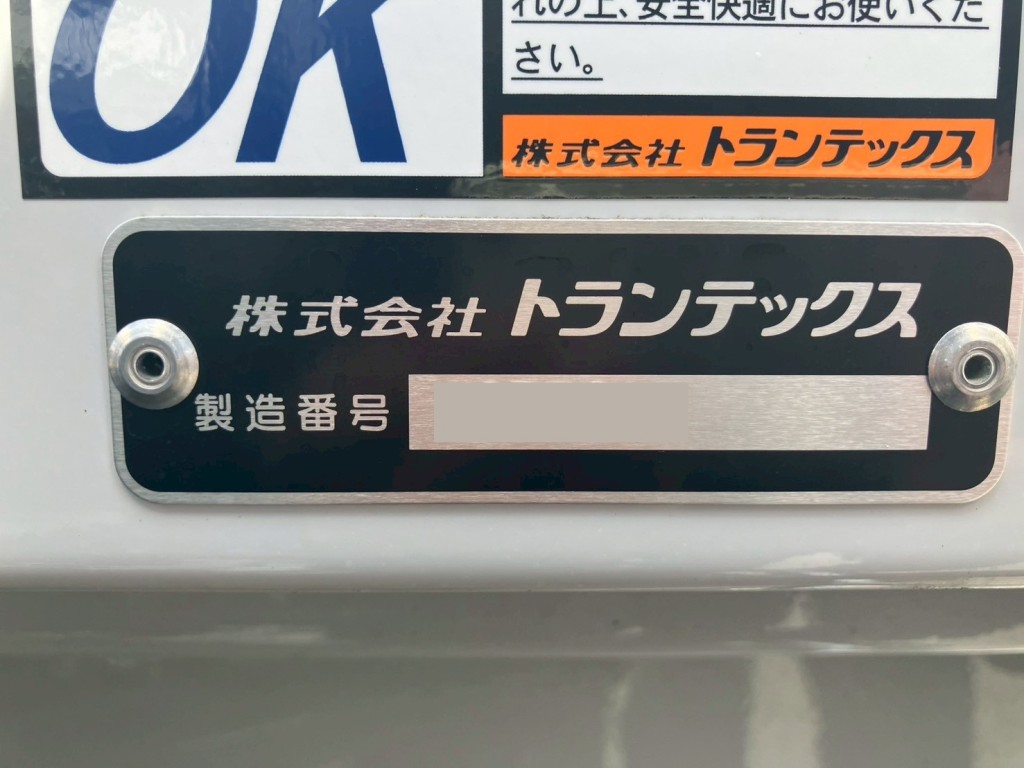 OK
れの上、安全快適にお使いくだ
さい。
株式会社 トランテックス
株式会社 トランテックス
製造番号